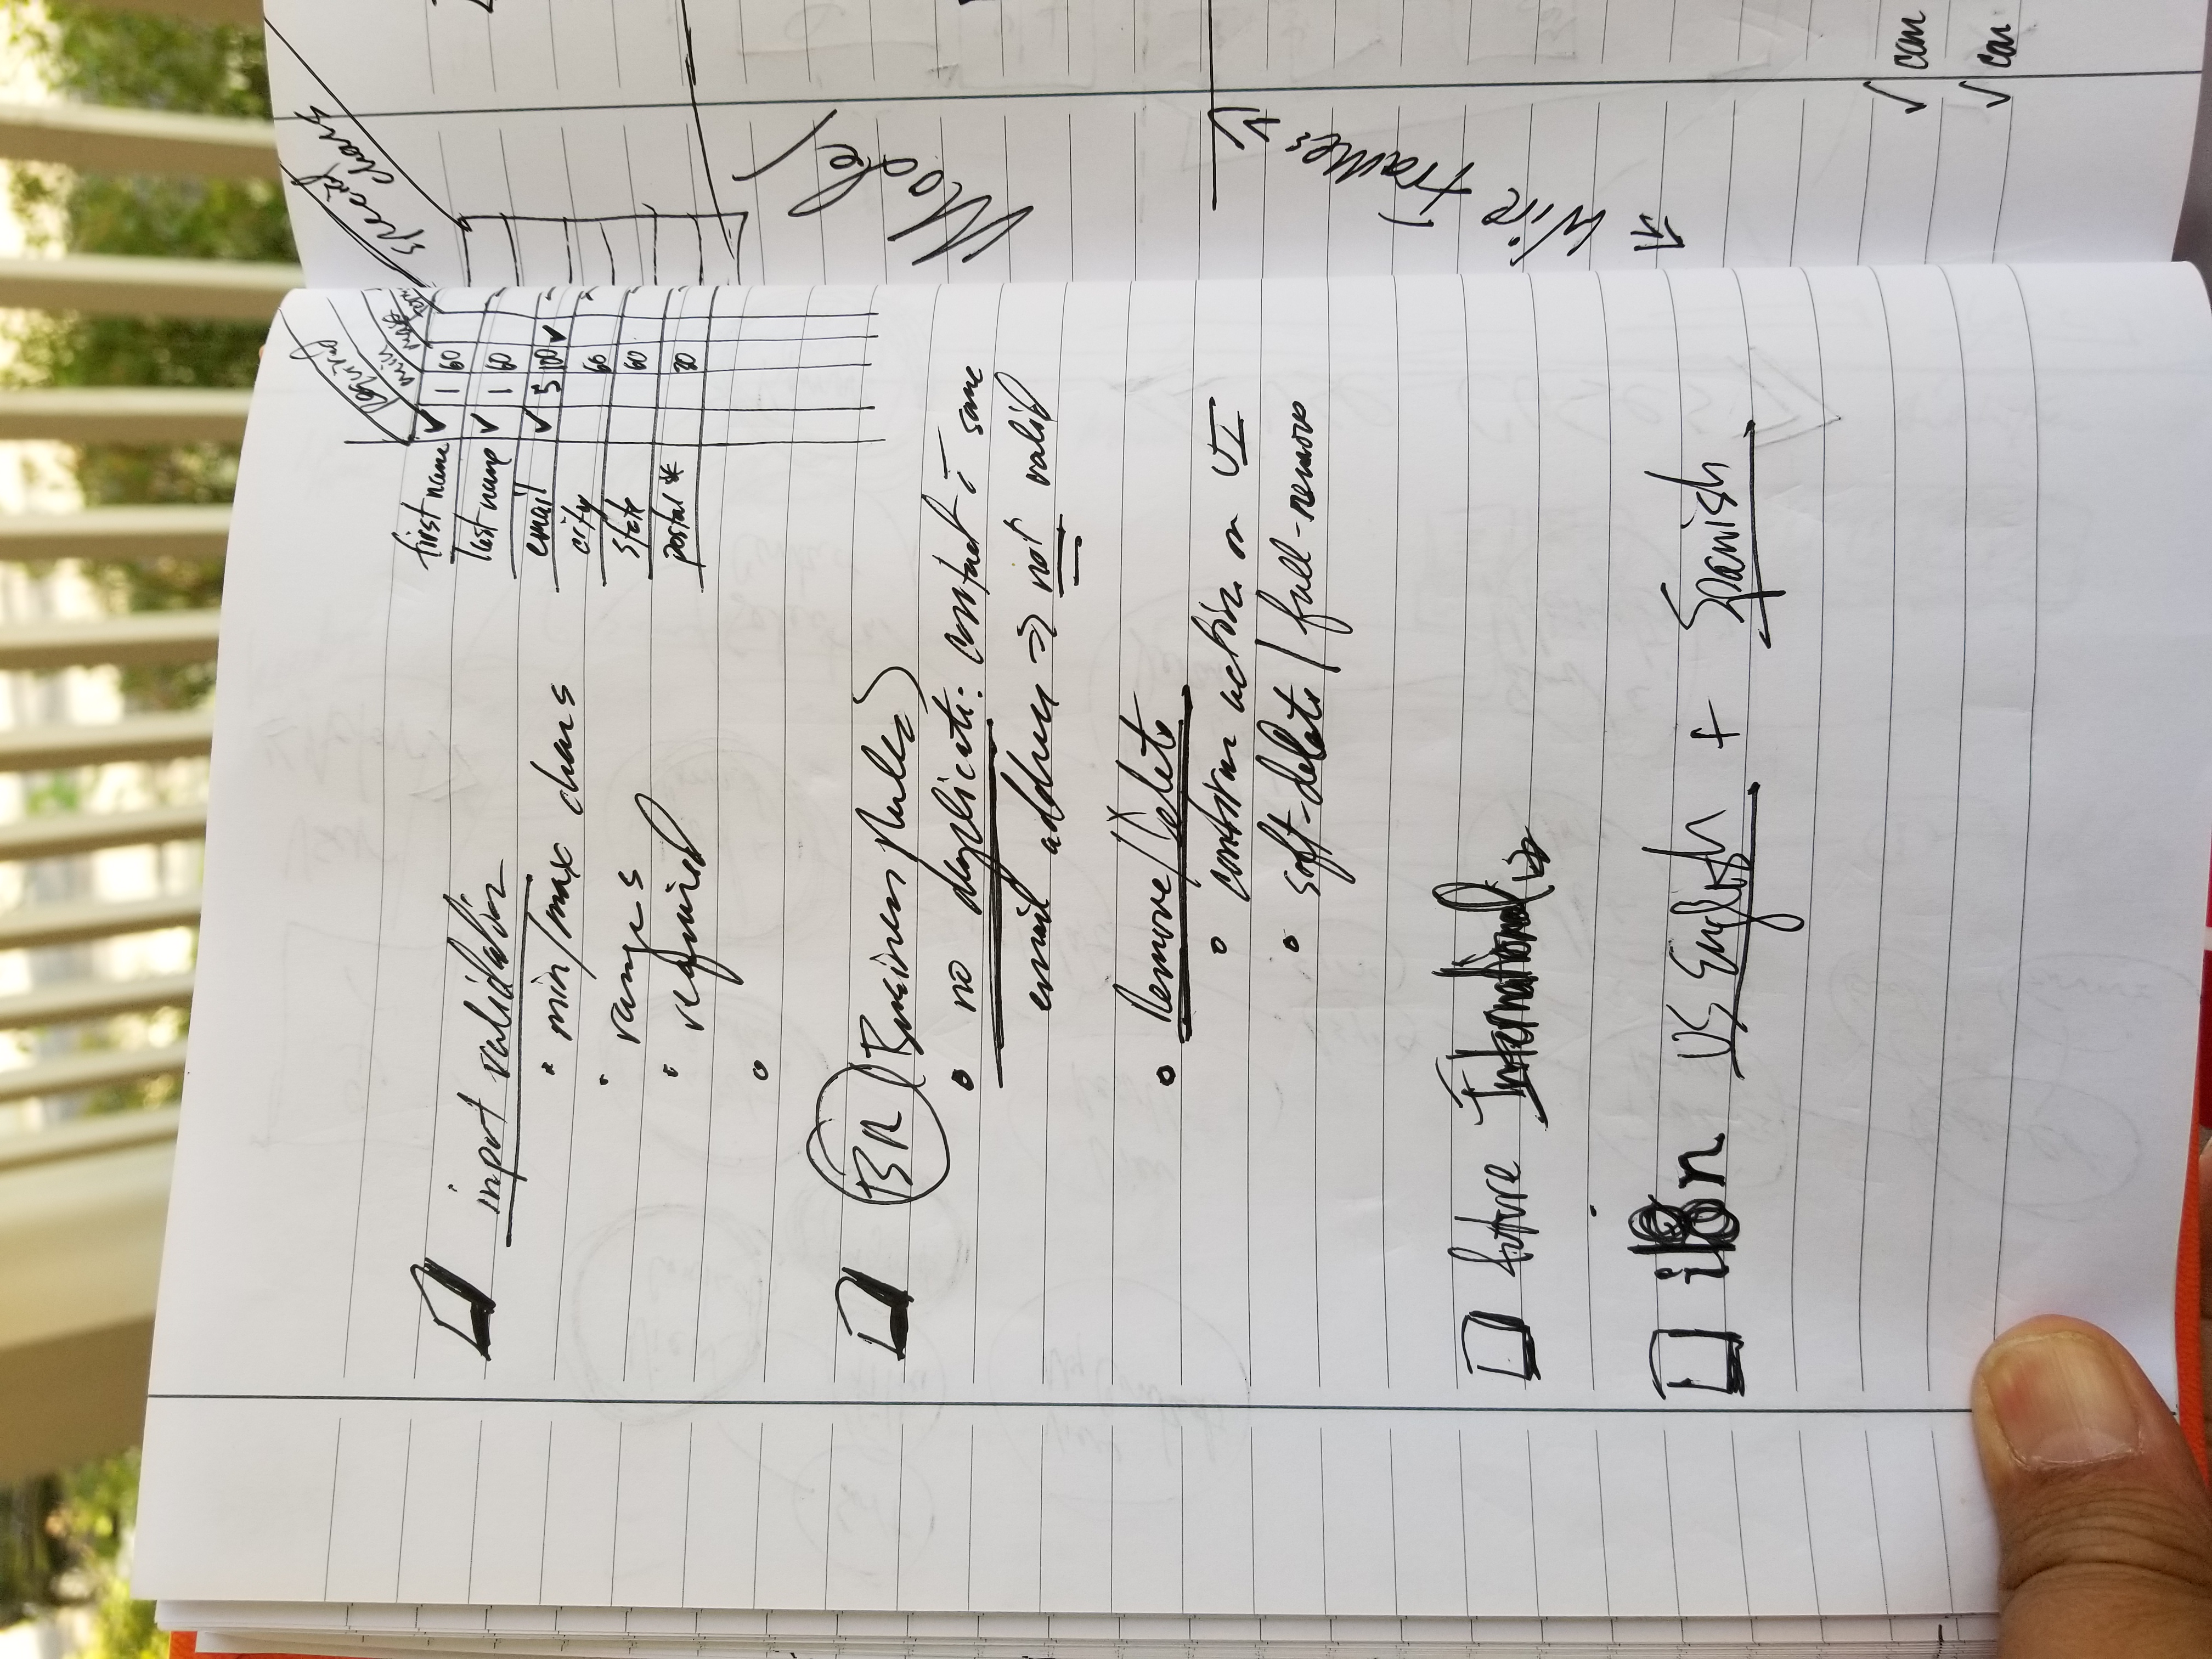 Required
min
max
form
special
chars
first name ✓ 1 60
last name ✓ 1 60
email ✓ 5 100 ✓
city 60
state 60
postal * 30
input validation
• min/max chars
• ranges
• required
BR (Business Rules)
• no duplicate: contact c̄ same
email address => not valid
• Remove/Delete
• confirm action on UI
• soft-delete / full-remove
future Internationaliz
i18n US English + Spanish
Model
Wire Frames
✓ can
✓ can